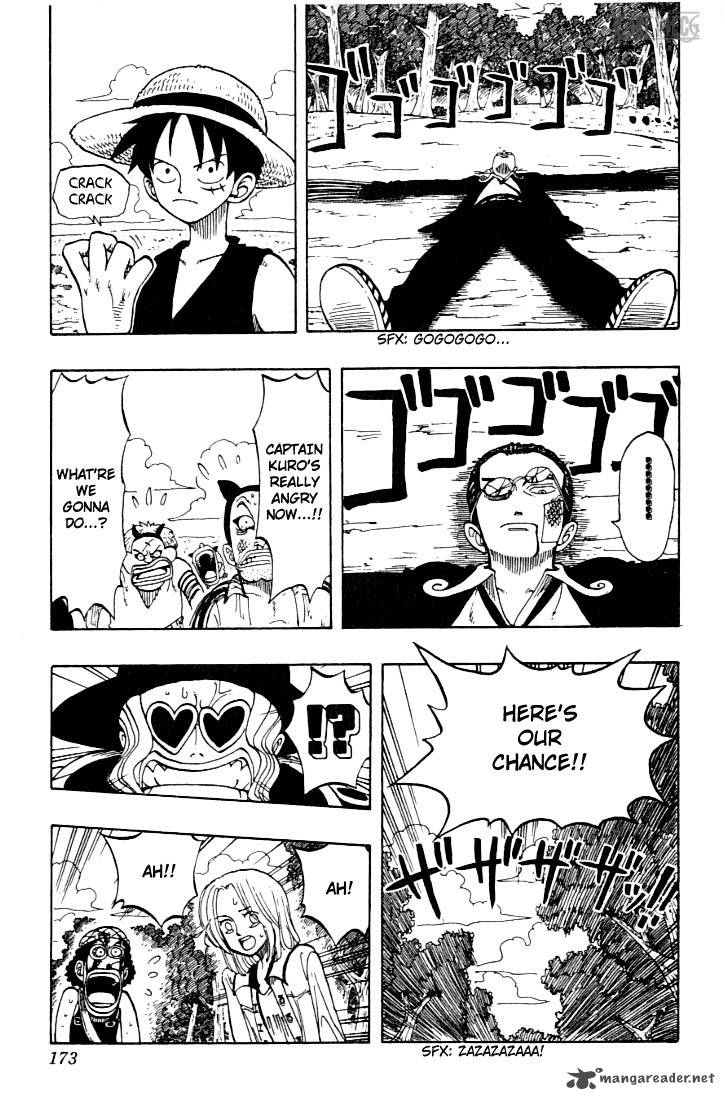 CRACK
CRACK
ゴゴゴゴゴゴ.....
SFX: GOGOGOGO...
WHAT'RE
WE
GONNA
DO...?
CAPTAIN
KURO'S
REALLY
ANGRY
NOW...!!
ゴゴゴゴゴ
!?
HERE'S
OUR
CHANCE!!
ザザザザザッ!!
AH!!
AH!
173
SFX: ZAZAZAZAAA!
mangareader.net